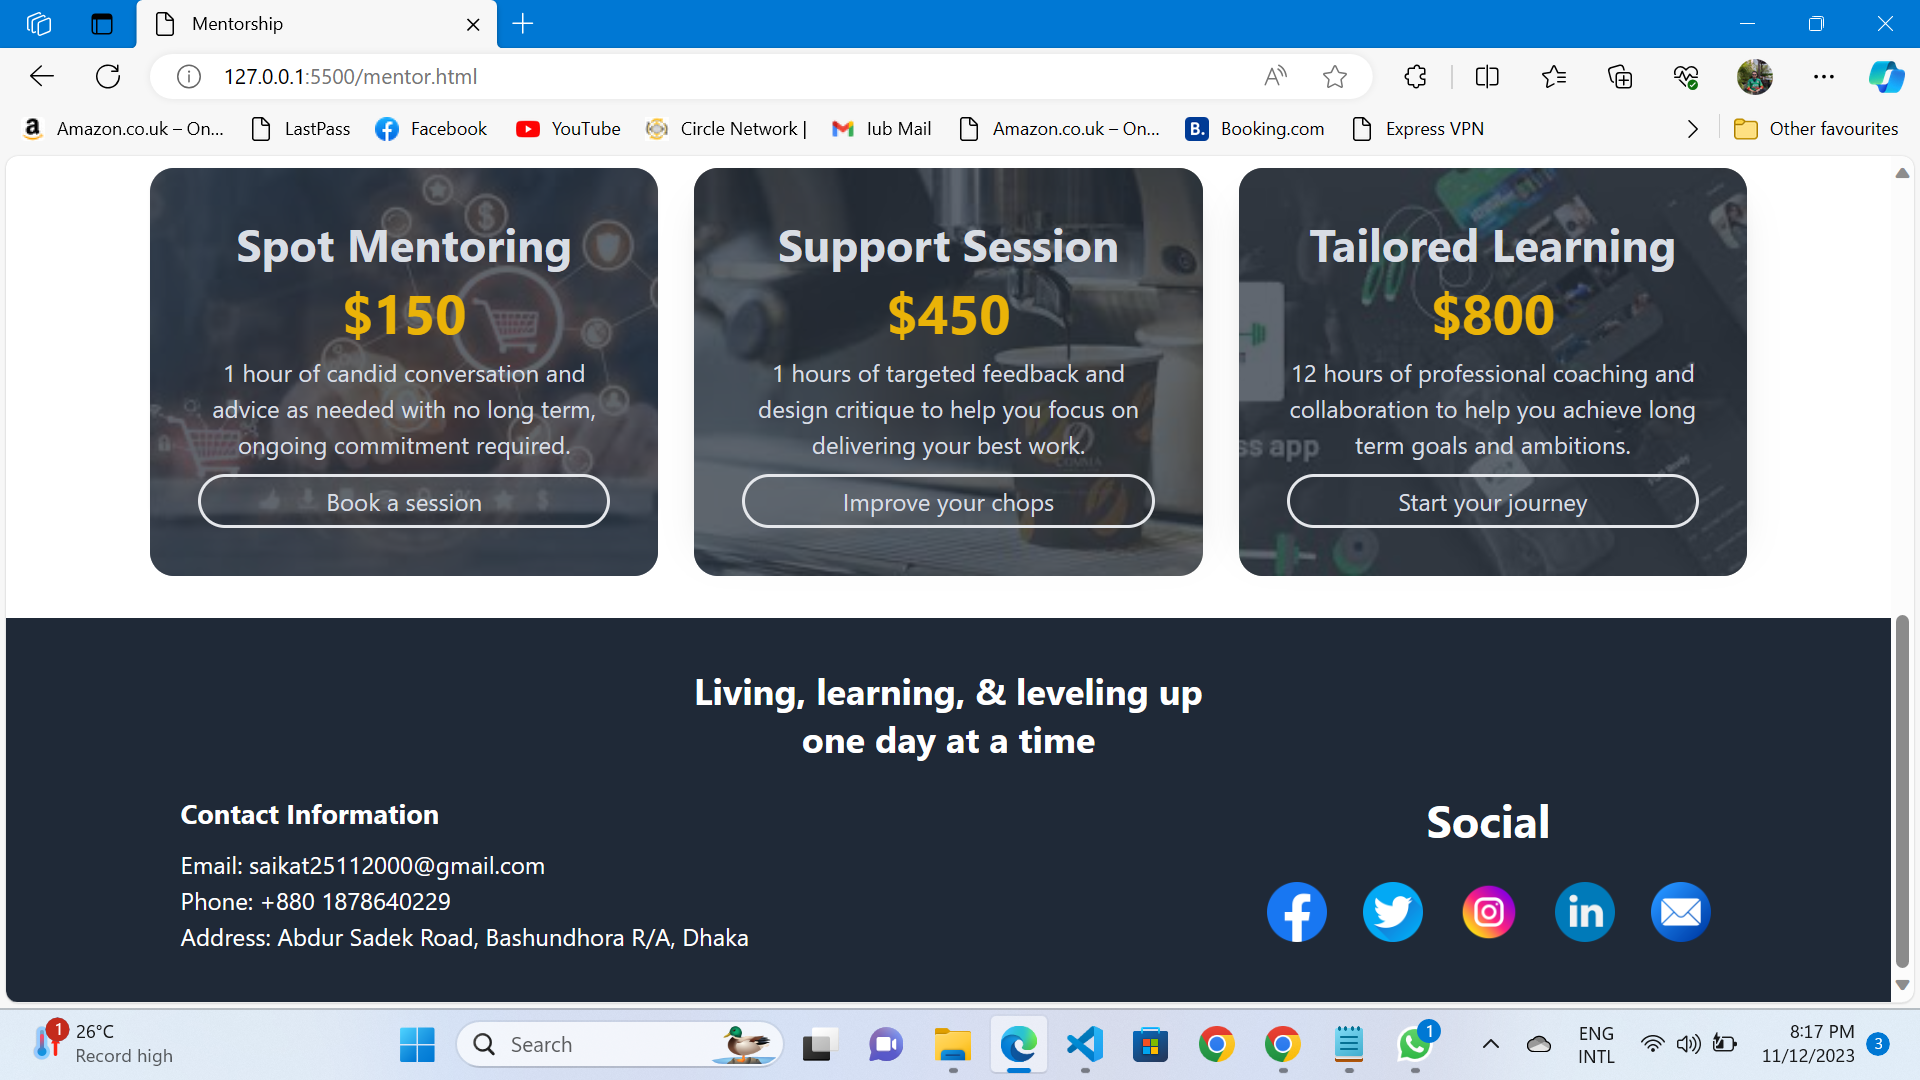 Mentorship
127.0.0.1:5500/mentor.html
Amazon.co.uk – On...
LastPass
Facebook
YouTube
Circle Network |
Iub Mail
Amazon.co.uk – On...
B. Booking.com
Express VPN
Other favourites
Spot Mentoring
$150
1 hour of candid conversation and
advice as needed with no long term,
ongoing commitment required.
Book a session
Support Session
$450
1 hours of targeted feedback and
design critique to help you focus on
delivering your best work.
Improve your chops
Tailored Learning
$800
12 hours of professional coaching and
collaboration to help you achieve long
term goals and ambitions.
ss app
Start your journey
Living, learning, & leveling up
one day at a time
Contact Information
Email: saikat25112000@gmail.com
Phone: +880 1878640229
Address: Abdur Sadek Road, Bashundhora R/A, Dhaka
Social
1
26°C
Record high
Search
1
ENG
INTL
8:17 PM
11/12/2023
3